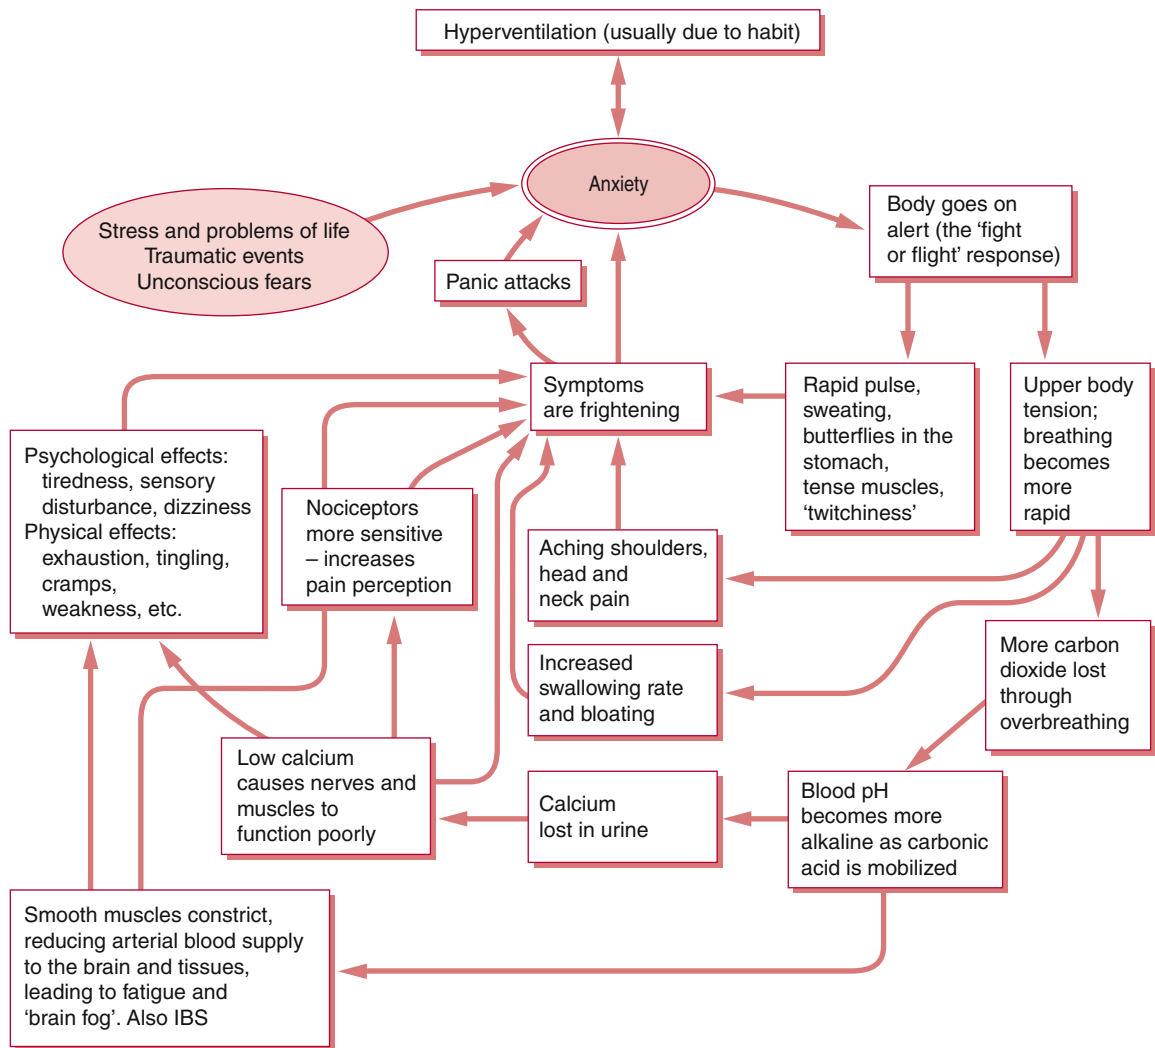 Hyperventilation (usually due to habit)
Anxiety
Stress and problems of life
Traumatic events
Unconscious fears
Panic attacks
Body goes on
alert (the ‘fight
or flight’ response)
Symptoms
are frightening
Rapid pulse,
sweating,
butterflies in the
stomach,
tense muscles,
‘twitchiness’
Upper body
tension;
breathing
becomes
more
rapid
Psychological effects:
tiredness, sensory
disturbance, dizziness
Physical effects:
exhaustion, tingling,
cramps,
weakness, etc.
Nociceptors
more sensitive
– increases
pain perception
Aching shoulders,
head and
neck pain
Increased
swallowing rate
and bloating
More carbon
dioxide lost
through
overbreathing
Low calcium
causes nerves and
muscles to
function poorly
Calcium
lost in urine
Blood pH
becomes more
alkaline as carbonic
acid is mobilized
Smooth muscles constrict,
reducing arterial blood supply
to the brain and tissues,
leading to fatigue and
‘brain fog’. Also IBS